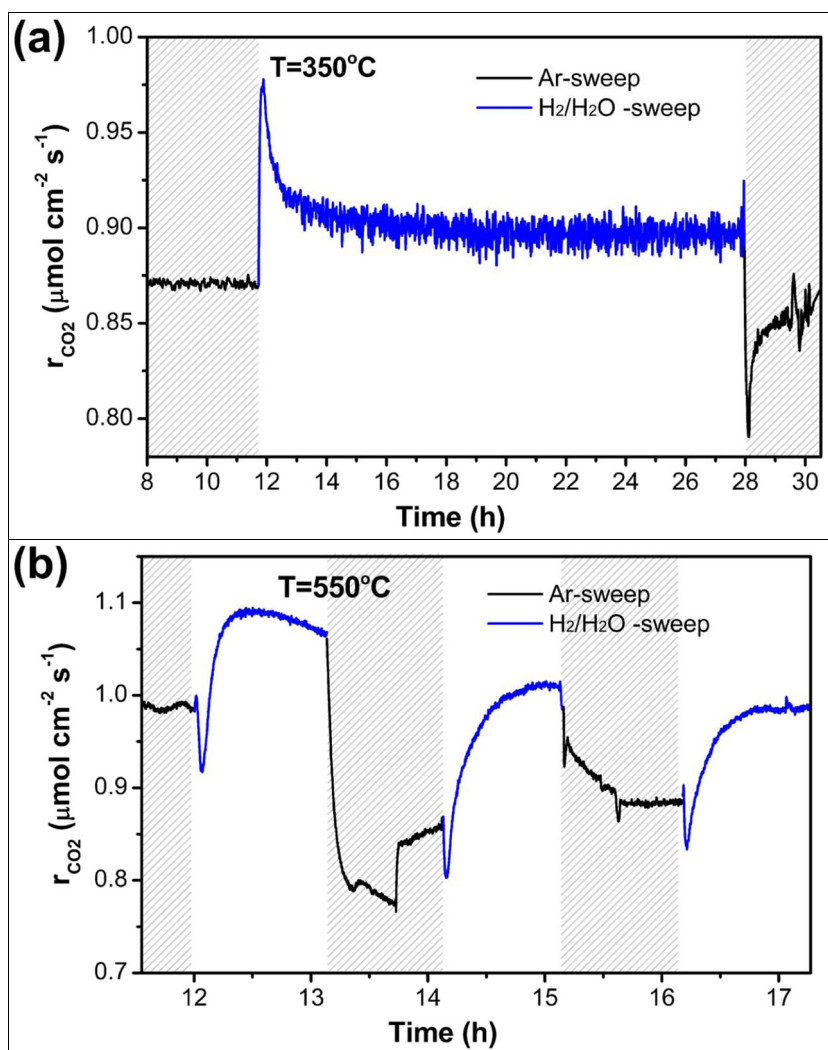 (a)
1.00
0.95
0.90
0.85
0.80
r_CO2 (μmol cm⁻² s⁻¹)
T=350°C
Ar-sweep
H₂/H₂O -sweep
8 10 12 14 16 18 20 22 24 26 28 30
Time (h)
(b)
1.1
1.0
0.9
0.8
0.7
r_CO2 (μmol cm⁻² s⁻¹)
T=550°C
Ar-sweep
H₂/H₂O -sweep
12 13 14 15 16 17
Time (h)